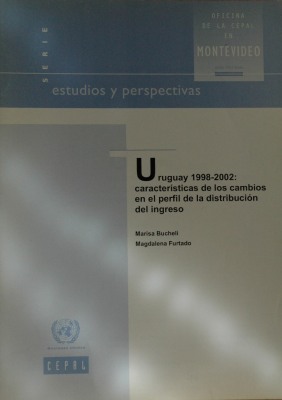 OFICINA
DE LA CEPAL
EN
MONTEVIDEO
SERIE
estudios y perspectivas
Uruguay 1998-2002:
características de los cambios
en el perfil de la distribución
del ingreso
Marisa Bucheli
Magdalena Furtado
CEPAL